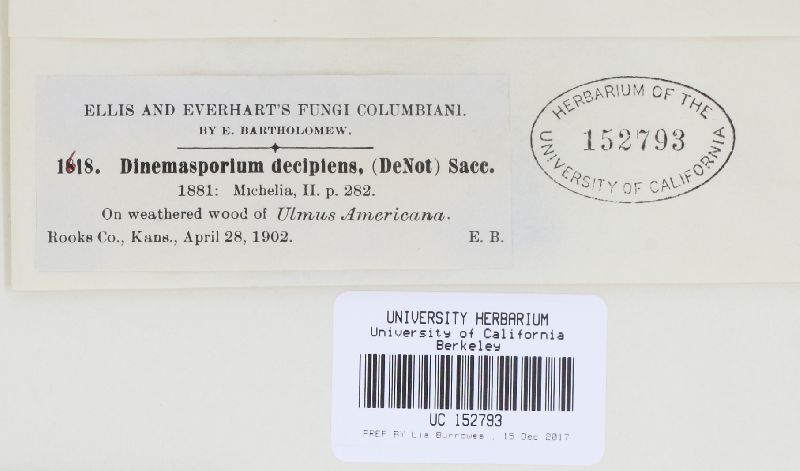 ELLIS AND EVERHART'S FUNGI COLUMBIANI.
BY E. BARTHOLOMEW.
1618. Dinemasporium decipiens, (DeNot) Sacc.
1881: Michelia, II. p. 282.
On weathered wood of Ulmus Americana.
Rooks Co., Kans., April 28, 1902. E. B.
HERBARIUM OF THE
152793
UNIVERSITY OF CALIFORNIA
UNIVERSITY HERBARIUM
University of California
Berkeley
UC 152793
PREP BY Lia Burrowes , 15 Dec 2017